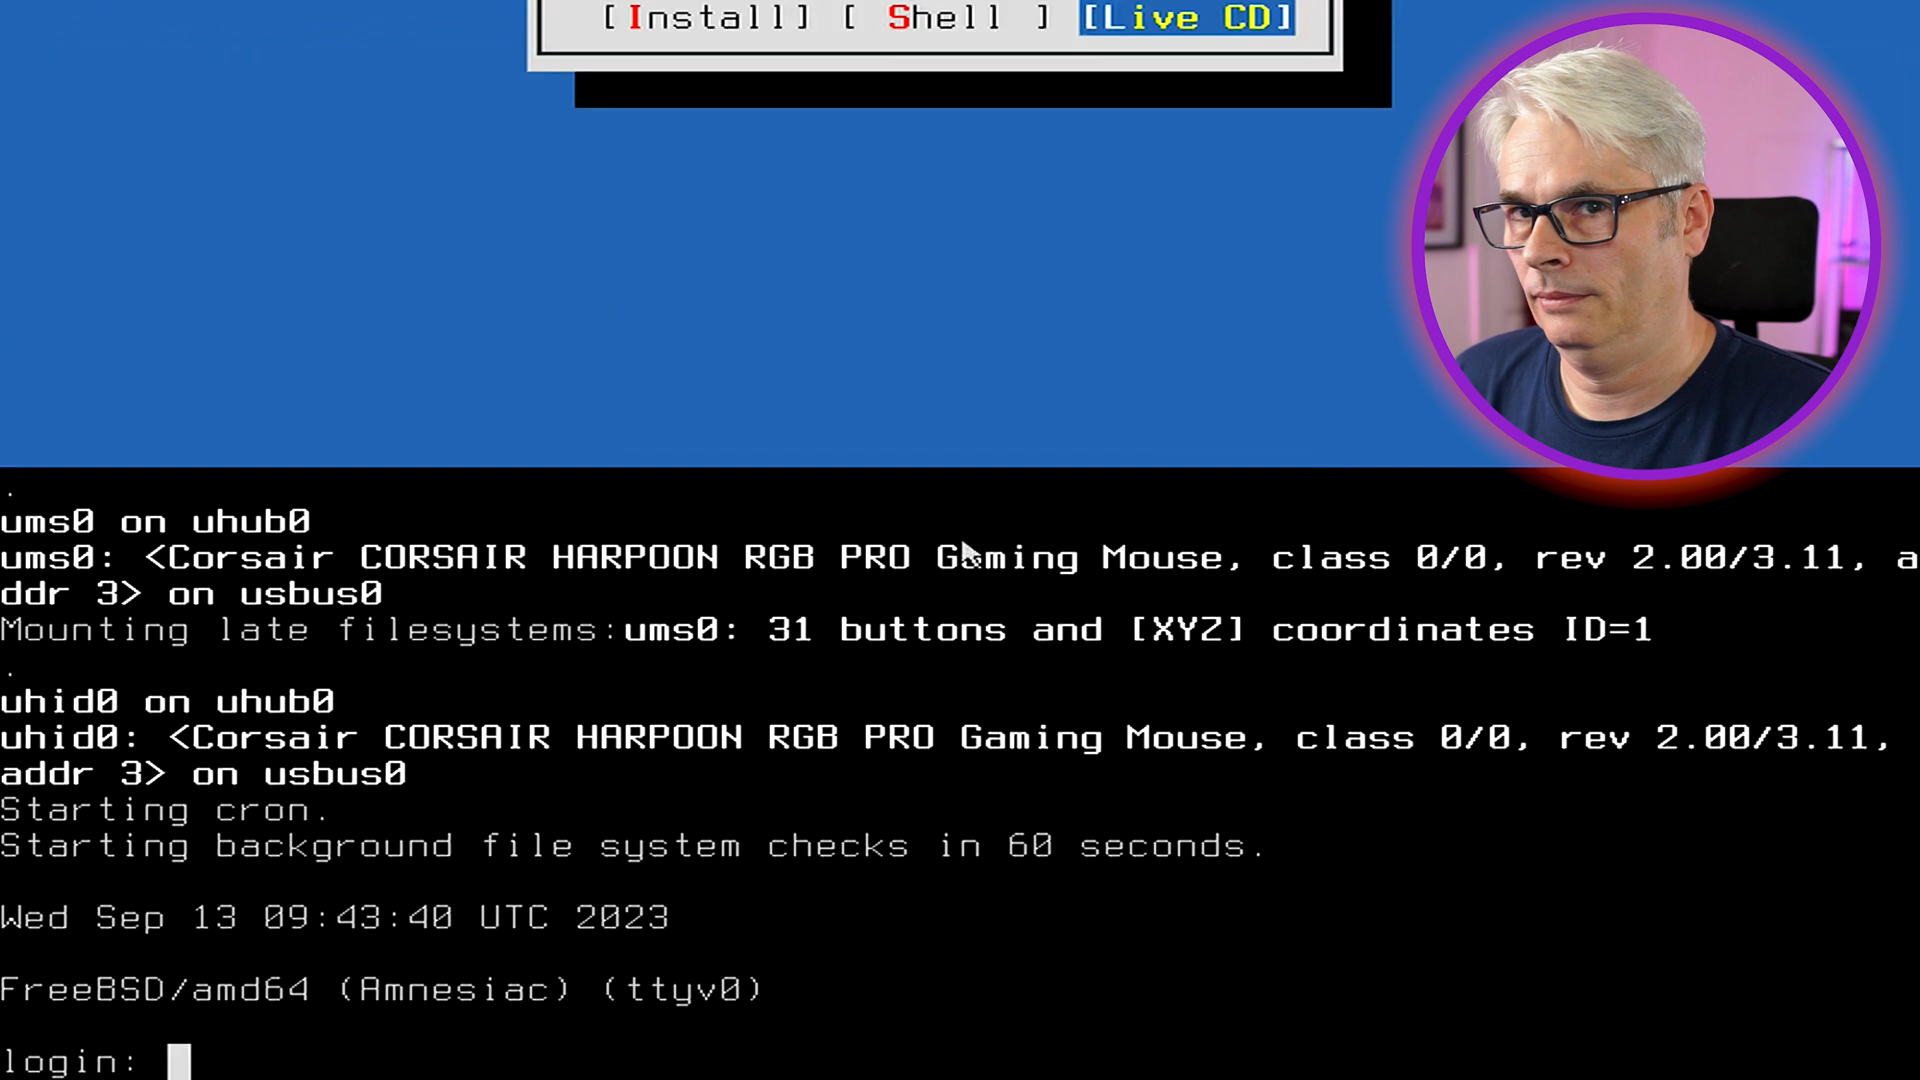 [Install] [ Shell ] [Live CD]
.
ums0 on uhub0
ums0: <Corsair CORSAIR HARPOON RGB PRO Gaming Mouse, class 0/0, rev 2.00/3.11, a
ddr 3> on usbus0
Mounting late filesystems:ums0: 31 buttons and [XYZ] coordinates ID=1
.
uhid0 on uhub0
uhid0: <Corsair CORSAIR HARPOON RGB PRO Gaming Mouse, class 0/0, rev 2.00/3.11,
addr 3> on usbus0
Starting cron.
Starting background file system checks in 60 seconds.
Wed Sep 13 09:43:40 UTC 2023
FreeBSD/amd64 (Amnesiac) (ttyv0)
login: